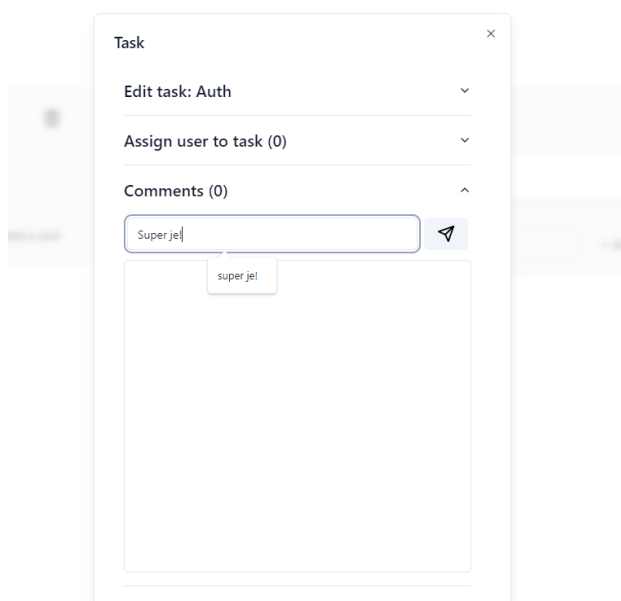 Task
Edit task: Auth
Assign user to task (0)
Comments (0)
Super je!
super je!